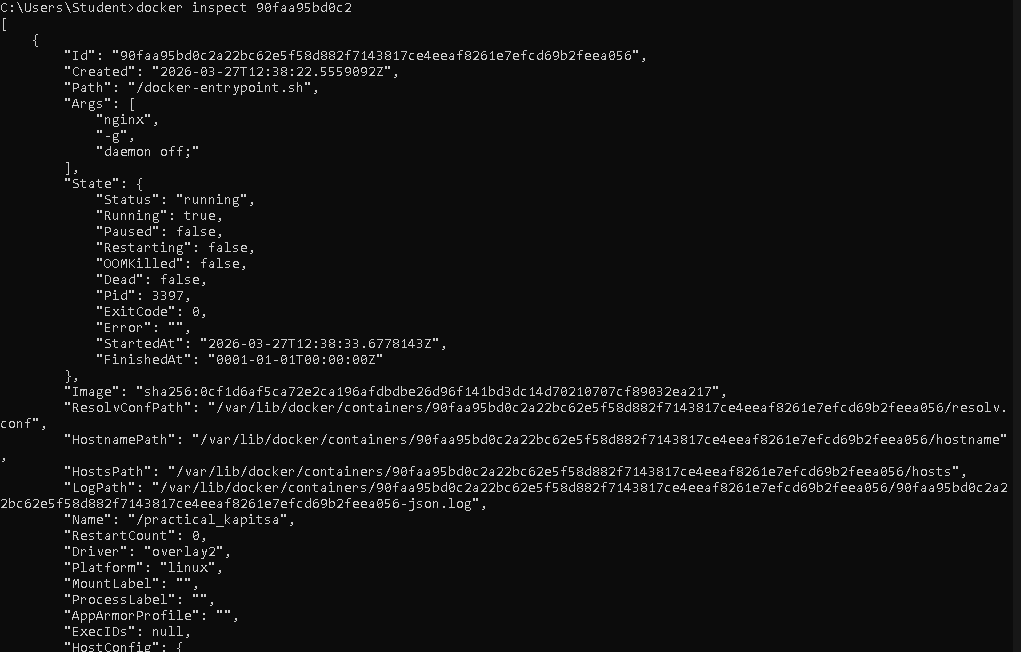 C:\Users\Student>docker inspect 90faa95bd0c2
[
    {
        "Id": "90faa95bd0c2a22bc62e5f58d882f7143817ce4eeaf8261e7efcd69b2feea056",
        "Created": "2026-03-27T12:38:22.5559092Z",
        "Path": "/docker-entrypoint.sh",
        "Args": [
            "nginx",
            "-g",
            "daemon off;"
        ],
        "State": {
            "Status": "running",
            "Running": true,
            "Paused": false,
            "Restarting": false,
            "OOMKilled": false,
            "Dead": false,
            "Pid": 3397,
            "ExitCode": 0,
            "Error": "",
            "StartedAt": "2026-03-27T12:38:33.6778143Z",
            "FinishedAt": "0001-01-01T00:00:00Z"
        },
        "Image": "sha256:0cf1d6af5ca72e2ca196afdbdbe26d96f141bd3dc14d70210707cf89032ea217",
        "ResolvConfPath": "/var/lib/docker/containers/90faa95bd0c2a22bc62e5f58d882f7143817ce4eeaf8261e7efcd69b2feea056/resolv.
conf",
        "HostnamePath": "/var/lib/docker/containers/90faa95bd0c2a22bc62e5f58d882f7143817ce4eeaf8261e7efcd69b2feea056/hostname"
,
        "HostsPath": "/var/lib/docker/containers/90faa95bd0c2a22bc62e5f58d882f7143817ce4eeaf8261e7efcd69b2feea056/hosts",
        "LogPath": "/var/lib/docker/containers/90faa95bd0c2a22bc62e5f58d882f7143817ce4eeaf8261e7efcd69b2feea056/90faa95bd0c2a2
2bc62e5f58d882f7143817ce4eeaf8261e7efcd69b2feea056-json.log",
        "Name": "/practical_kapitsa",
        "RestartCount": 0,
        "Driver": "overlay2",
        "Platform": "linux",
        "MountLabel": "",
        "ProcessLabel": "",
        "AppArmorProfile": "",
        "ExecIDs": null,
        "HostConfig": {